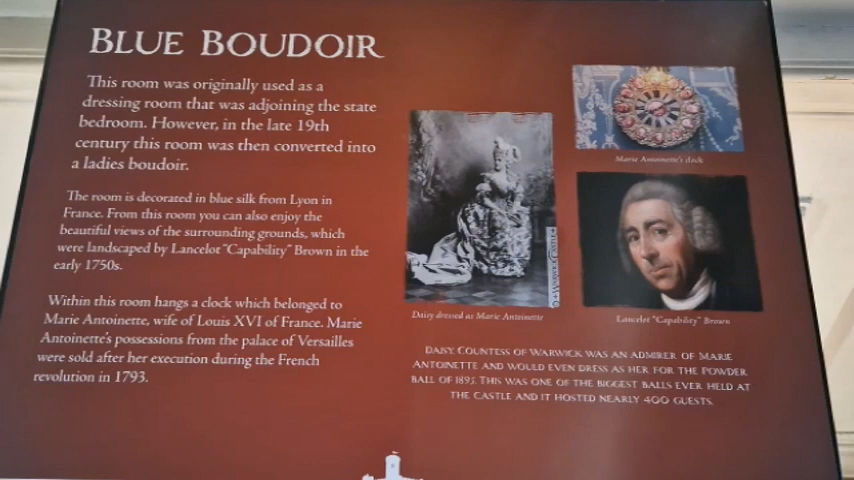 BLUE BOUDOIR
This room was originally used as a
dressing room that was adjoining the state
bedroom. However, in the late 19th
century this room was then converted into
a ladies boudoir.
The room is decorated in blue silk from Lyon in
France. From this room you can also enjoy the
beautiful views of the surrounding grounds, which
were landscaped by Lancelot "Capability" Brown in the
early 1750s.
Within this room hangs a clock which belonged to
Marie Antoinette, wife of Louis XVI of France. Marie
Antoinette's possessions from the palace of Versailles
were sold after her execution during the French
revolution in 1793.
Marie Antoinette's clock
©WARWICK CASTLE
Daisy dressed as Marie Antoinette
Lancelot "Capability" Brown
DAISY, COUNTESS OF WARWICK WAS AN ADMIRER OF MARIE
ANTOINETTE AND WOULD EVEN DRESS AS HER FOR THE POWDER
BALL OF 1895. THIS WAS ONE OF THE BIGGEST BALLS EVER HELD AT
THE CASTLE AND IT HOSTED NEARLY 400 GUESTS.